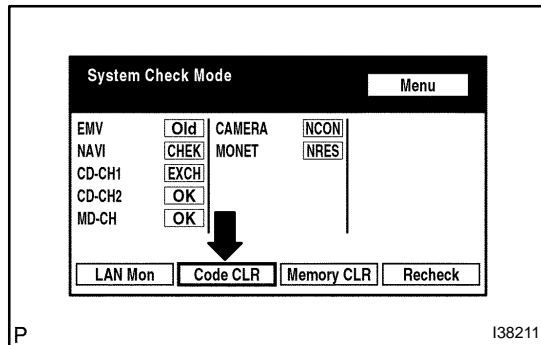 System Check Mode
Menu
EMV Old CAMERA NCON
NAVI CHEK MONET NRES
CD-CH1 EXCH
CD-CH2 OK
MD-CH OK
LAN Mon Code CLR Memory CLR Recheck
P I38211